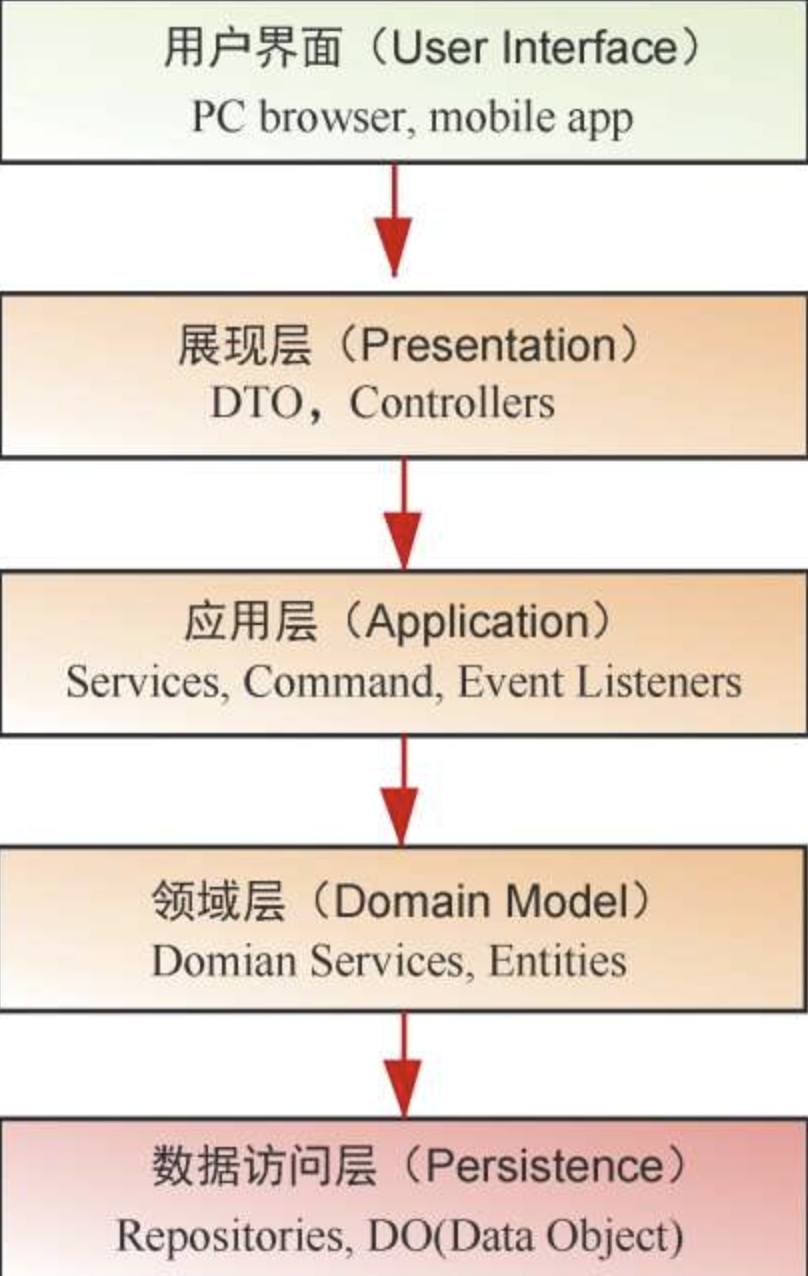 用户界面（User Interface）
PC browser, mobile app
展现层（Presentation）
DTO，Controllers
应用层（Application）
Services, Command, Event Listeners
领域层（Domain Model）
Domian Services, Entities
数据访问层（Persistence）
Repositories, DO(Data Object)